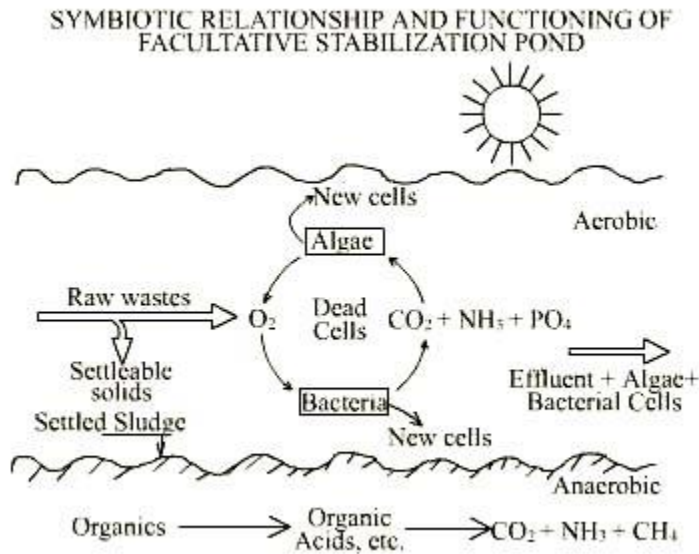 SYMBIOTIC RELATIONSHIP AND FUNCTIONING OF
FACULTATIVE STABILIZATION POND
New cells
Aerobic
Algae
Raw wastes
O₂
Dead
Cells
CO₂ + NH₃ + PO₄
Settleable
solids
Effluent + Algae+
Bacterial Cells
Bacteria
Settled Sludge
New cells
Anaerobic
Organics
Organic
Acids, etc.
CO₂ + NH₃ + CH₄